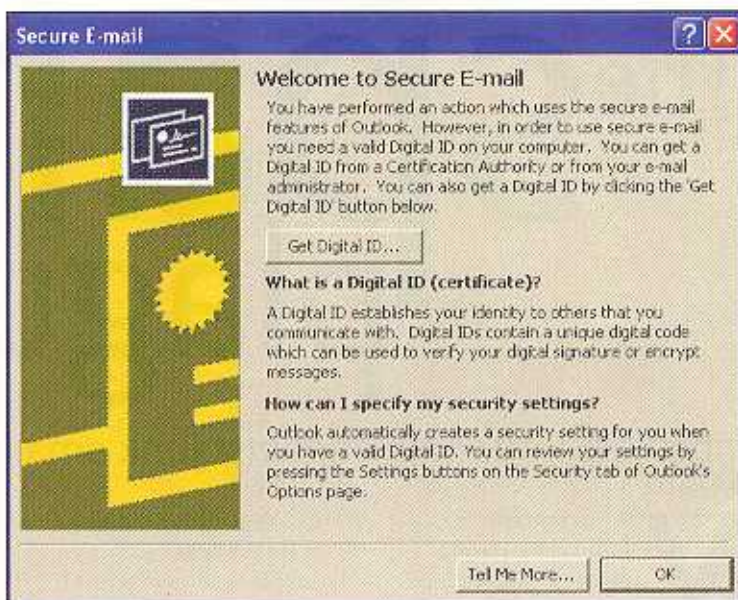 Secure E-mail
Welcome to Secure E-mail
You have performed an action which uses the secure e-mail
features of Outlook. However, in order to use secure e-mail
you need a valid Digital ID on your computer. You can get a
Digital ID from a Certification Authority or from your e-mail
administrator. You can also get a Digital ID by clicking the 'Get
Digital ID' button below.
Get Digital ID...
What is a Digital ID (certificate)?
A Digital ID establishes your identity to others that you
communicate with. Digital IDs contain a unique digital code
which can be used to verify your digital signature or encrypt
messages.
How can I specify my security settings?
Outlook automatically creates a security setting for you when
you have a valid Digital ID. You can review your settings by
pressing the Settings buttons on the Security tab of Outlook's
Options page.
Tell Me More...
OK